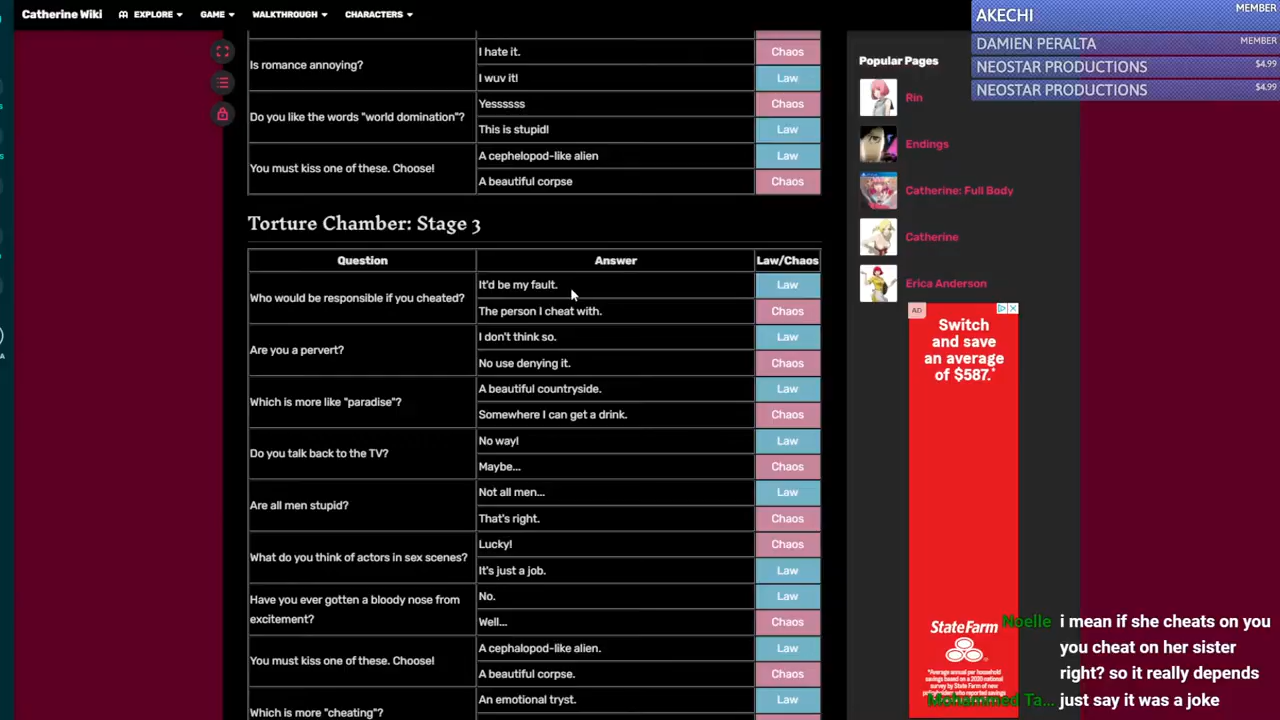 Catherine Wiki
EXPLORE
GAME
WALKTHROUGH
CHARACTERS
AKECHI
MEMBER
DAMIEN PERALTA
MEMBER
NEOSTAR PRODUCTIONS
$4.99
NEOSTAR PRODUCTIONS
$4.99
Is romance annoying?
I hate it.
Chaos
I wuv it!
Law
Do you like the words "world domination"?
Yessssss
Chaos
This is stupid!
Law
You must kiss one of these. Choose!
A cephelopod-like alien
Law
A beautiful corpse
Chaos
Torture Chamber: Stage 3
Question
Answer
Law/Chaos
Who would be responsible if you cheated?
It'd be my fault.
Law
The person I cheat with.
Chaos
Are you a pervert?
I don't think so.
Law
No use denying it.
Chaos
Which is more like "paradise"?
A beautiful countryside.
Law
Somewhere I can get a drink.
Chaos
Do you talk back to the TV?
No way!
Law
Maybe...
Chaos
Are all men stupid?
Not all men...
Law
That's right.
Chaos
What do you think of actors in sex scenes?
Lucky!
Chaos
It's just a job.
Law
Have you ever gotten a bloody nose from
excitement?
No.
Law
Well...
Chaos
You must kiss one of these. Choose!
A cephalopod-like alien.
Law
A beautiful corpse.
Chaos
Which is more "cheating"?
An emotional tryst.
Law
Popular Pages
Rin
Endings
Catherine: Full Body
Catherine
Erica Anderson
AD
Switch
and save
an average
of $587.*
StateFarm
Noelle i mean if she cheats on you
you cheat on her sister
right? so it really depends
Mohammed Ta... just say it was a joke